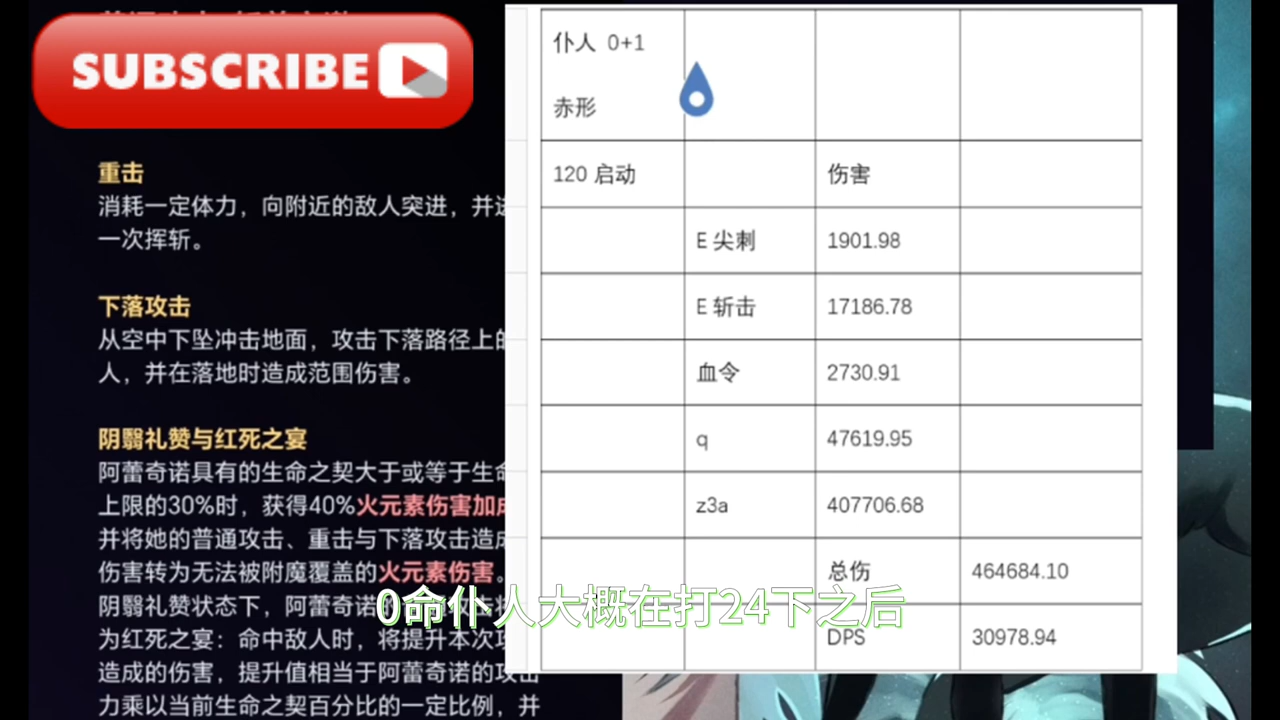 SUBSCRIBE
重击
消耗一定体力，向附近的敌人突进，并
一次挥斩。
下落攻击
从空中下坠冲击地面，攻击下落路径上的
人，并在落地时造成范围伤害。
阴翳礼赞与红死之宴
阿蕾奇诺具有的生命之契大于或等于生命
上限的30%时，获得40%火元素伤害加成
并将她的普通攻击、重击与下落攻击造成
伤害转为无法被附魔覆盖的火元素伤害。
阴翳礼赞状态下，阿蕾奇诺的
为红死之宴：命中敌人时，将提升本次攻
造成的伤害，提升值相当于阿蕾奇诺的攻击
力乘以当前生命之契百分比的一定比例，并
仆人 0+1
赤形
120 启动 伤害
E 尖刺 1901.98
E 斩击 17186.78
血令 2730.91
q 47619.95
z3a 407706.68
总伤 464684.10
DPS 30978.94
0命仆人大概在打24下之后